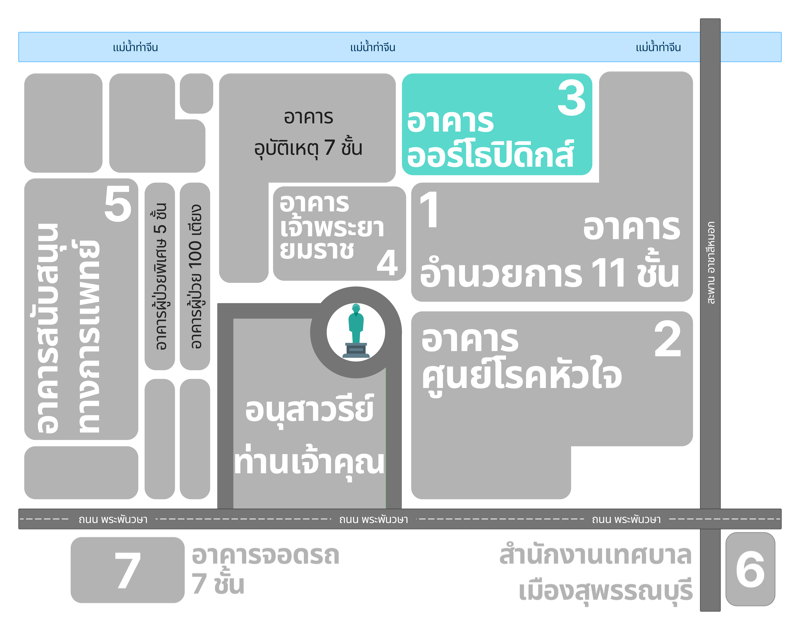 แม่น้ำท่าจีน
แม่น้ำท่าจีน
แม่น้ำท่าจีน
อาคาร
อุบัติเหตุ 7 ชั้น
3
อาคาร
ออร์โธปิดิกส์
5
อาคารสนับสนุน
ทางการแพทย์
อาคารผู้ป่วยพิเศษ 5 ชั้น
อาคารผู้ป่วย 100 เตียง
อาคาร
เจ้าพระยา
ยมราช
4
1
อาคาร
อำนวยการ 11 ชั้น
สะพาน อาชาสีหมอก
อาคาร
2
ศูนย์โรคหัวใจ
อนุสาวรีย์
ท่านเจ้าคุณ
ถนน พระพันวษา
ถนน พระพันวษา
ถนน พระพันวษา
7
อาคารจอดรถ
7 ชั้น
สำนักงานเทศบาล
เมืองสุพรรณบุรี
6